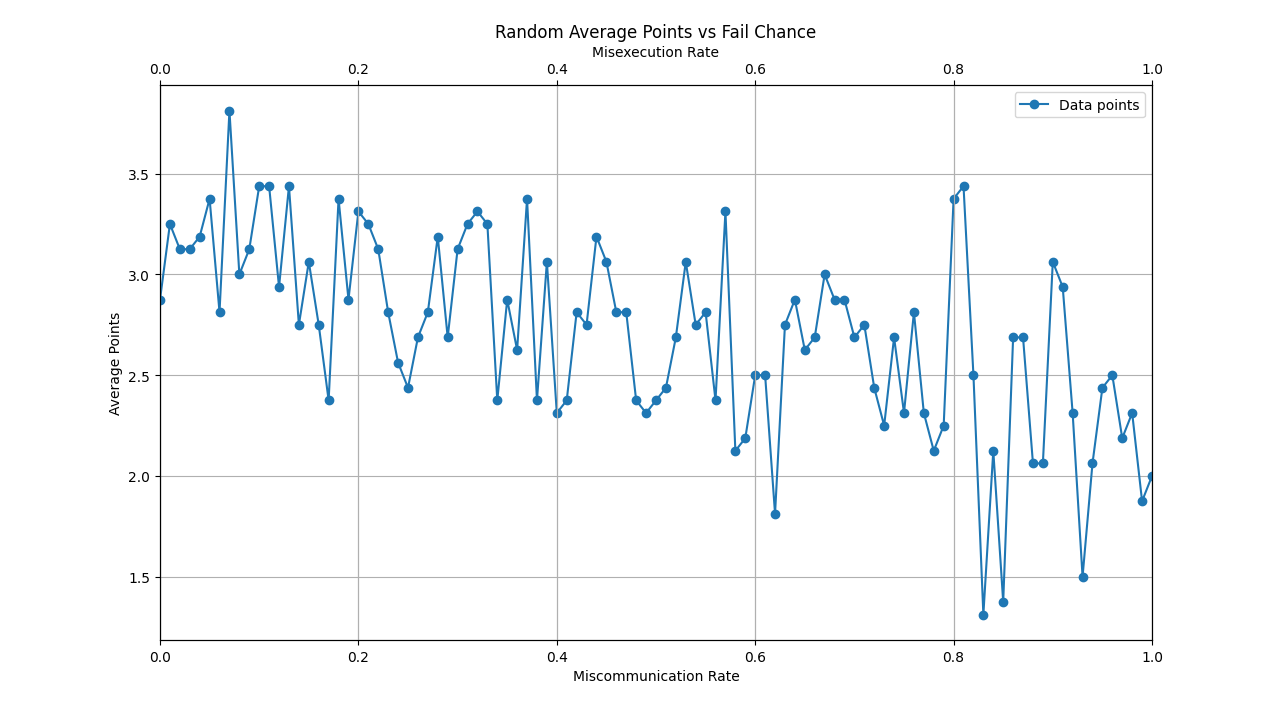 Random Average Points vs Fail Chance
Misexecution Rate
0.0 0.2 0.4 0.6 0.8 1.0
Data points
3.5
3.0
2.5
2.0
1.5
Average Points
0.0 0.2 0.4 0.6 0.8 1.0
Miscommunication Rate